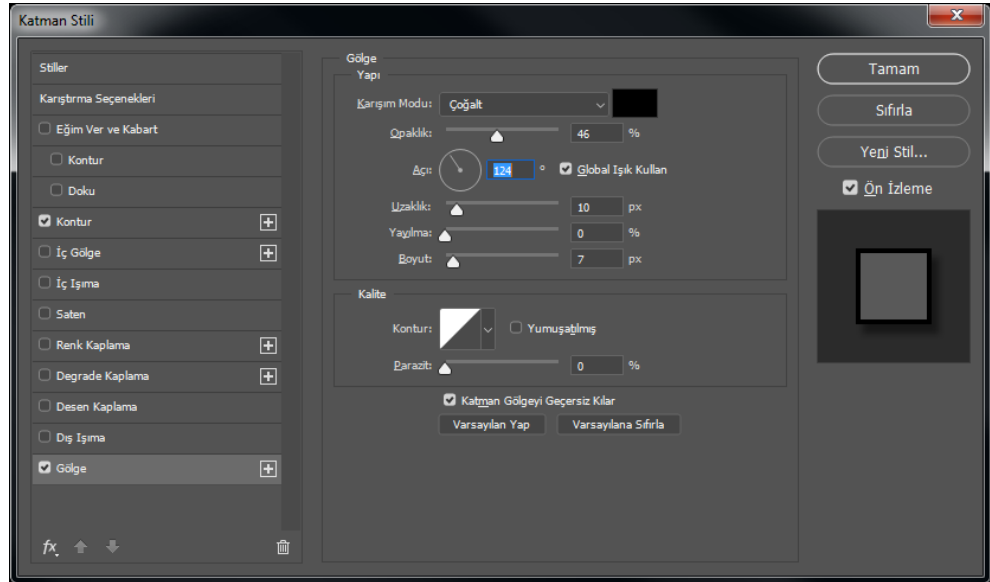 Katman Stili
Stiller
Karıştırma Seçenekleri
Eğim Ver ve Kabart
Kontur
Doku
Kontur
İç Gölge
İç Işıma
Saten
Renk Kaplama
Degrade Kaplama
Desen Kaplama
Dış Işıma
Gölge
fx
Gölge
Yapı
Karışım Modu: Çoğalt
Opaklık: 46 %
Açı: 124 ° Global Işık Kullan
Uzaklık: 10 px
Yayılma: 0 %
Boyut: 7 px
Kalite
Kontur: Yumuşatılmış
Parazit: 0 %
Katman Gölgeyi Geçersiz Kılar
Varsayılan Yap Varsayılana Sıfırla
Tamam
Sıfırla
Yeni Stil...
Ön İzleme